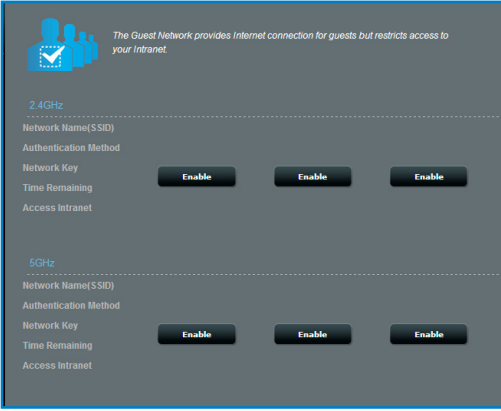 The Guest Network provides Internet connection for guests but restricts access to
your Intranet.
2.4GHz
Network Name(SSID)
Authentication Method
Network Key
Time Remaining
Access Intranet
Enable Enable Enable
5GHz
Network Name(SSID)
Authentication Method
Network Key
Time Remaining
Access Intranet
Enable Enable Enable